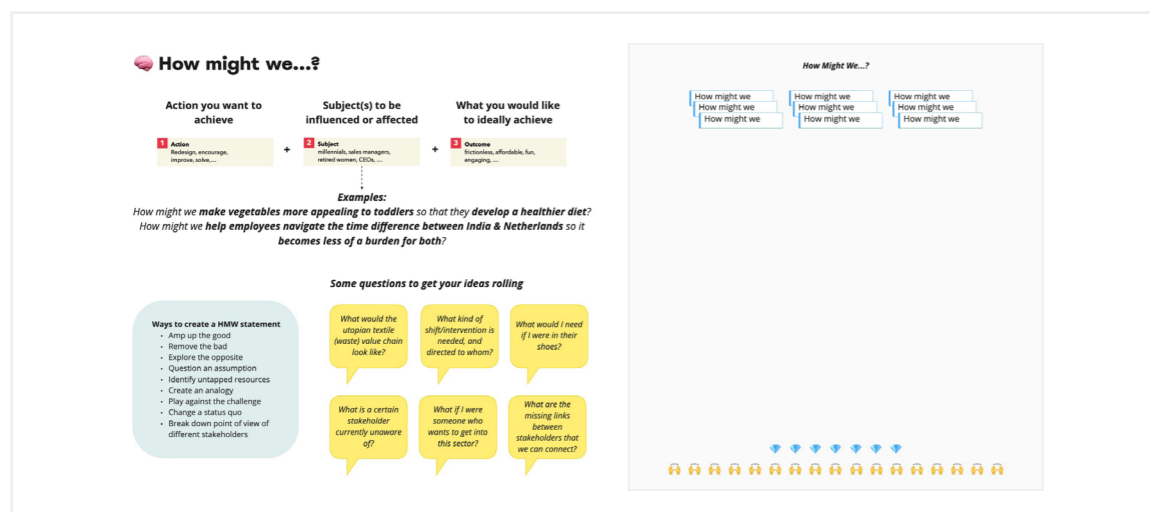 How might we...?
Action you want to
achieve
Subject(s) to be
influenced or affected
What you would like
to ideally achieve
1 Action
Redesign, encourage,
improve, solve,...
+
2 Subject
millennials, sales managers,
retired women, CEOs, ...
+
3 Outcome
frictionless, affordable, fun,
engaging, ....
Examples:
How might we make vegetables more appealing to toddlers so that they develop a healthier diet?
How might we help employees navigate the time difference between India & Netherlands so it
becomes less of a burden for both?
Some questions to get your ideas rolling
Ways to create a HMW statement
• Amp up the good
• Remove the bad
• Explore the opposite
• Question an assumption
• Identify untapped resources
• Create an analogy
• Play against the challenge
• Change a status quo
• Break down point of view of
different stakeholders
What would the
utopian textile
(waste) value chain
look like?
What kind of
shift/intervention is
needed, and
directed to whom?
What would I need
if I were in their
shoes?
What is a certain
stakeholder
currently unaware
of?
What if I were
someone who
wants to get into
this sector?
What are the
missing links
between
stakeholders that
we can connect?
How Might We...?
How might we
How might we
How might we
How might we
How might we
How might we
How might we
How might we
How might we